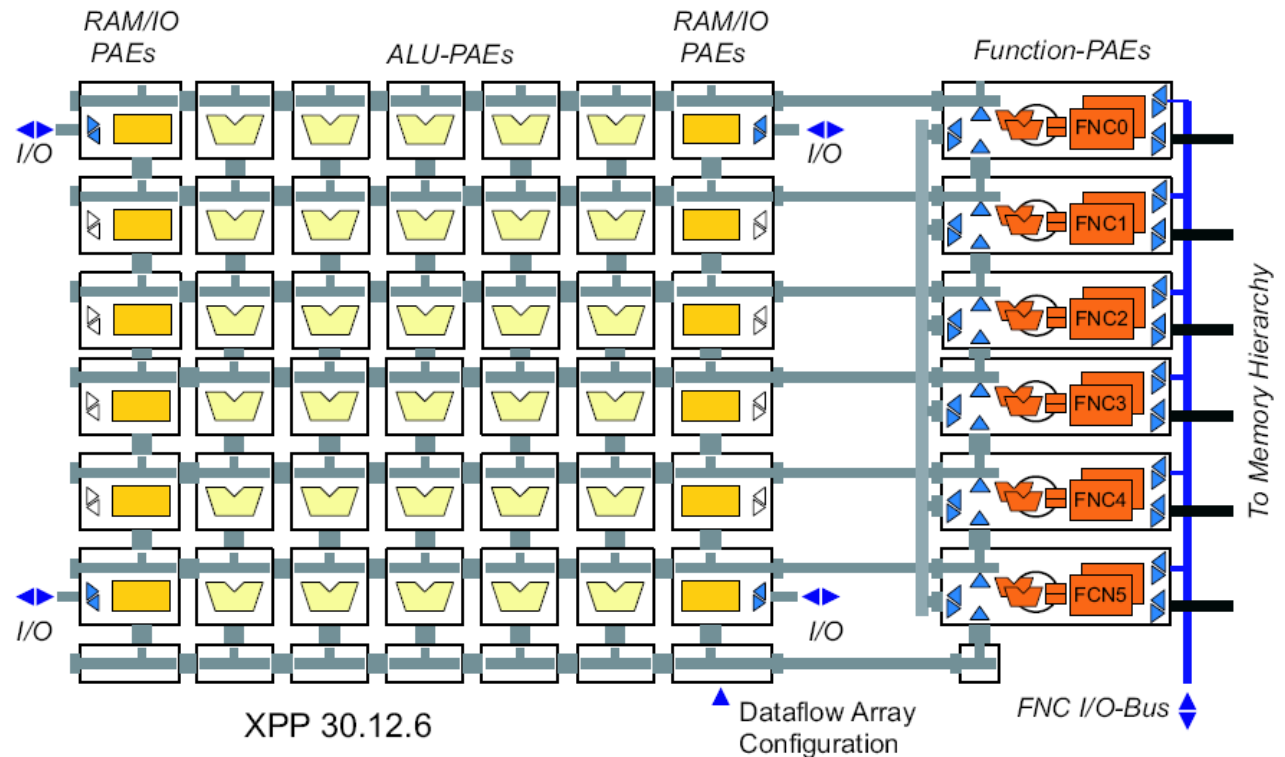 RAM/IO
PAEs
ALU-PAEs
RAM/IO
PAEs
Function-PAEs
I/O
I/O
FNC0
FNC1
FNC2
FNC3
FNC4
FCN5
To Memory Hierarchy
I/O
I/O
XPP 30.12.6
Dataflow Array
Configuration
FNC I/O-Bus